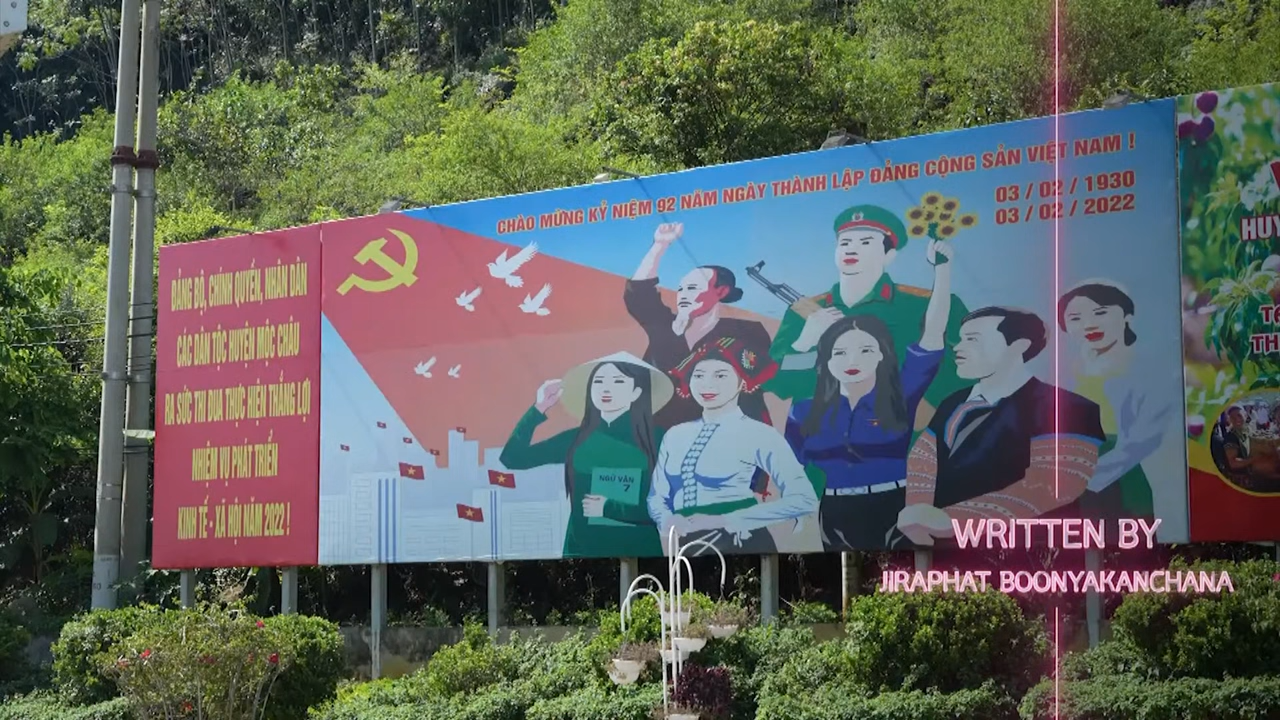 ĐẢNG BỘ, CHÍNH QUYỀN, NHÂN DÂN
CÁC DÂN TỘC HUYỆN MỘC CHÂU
RA SỨC THI ĐUA THỰC HIỆN THẮNG LỢI
NHIỆM VỤ PHÁT TRIỂN
KINH TẾ - XÃ HỘI NĂM 2022 !
CHÀO MỪNG KỶ NIỆM 92 NĂM NGÀY THÀNH LẬP ĐẢNG CỘNG SẢN VIỆT NAM !
03 / 02 / 1930
03 / 02 / 2022
NGỮ VĂN
7
WRITTEN BY
JIRAPHAT BOONYAKANCHANA